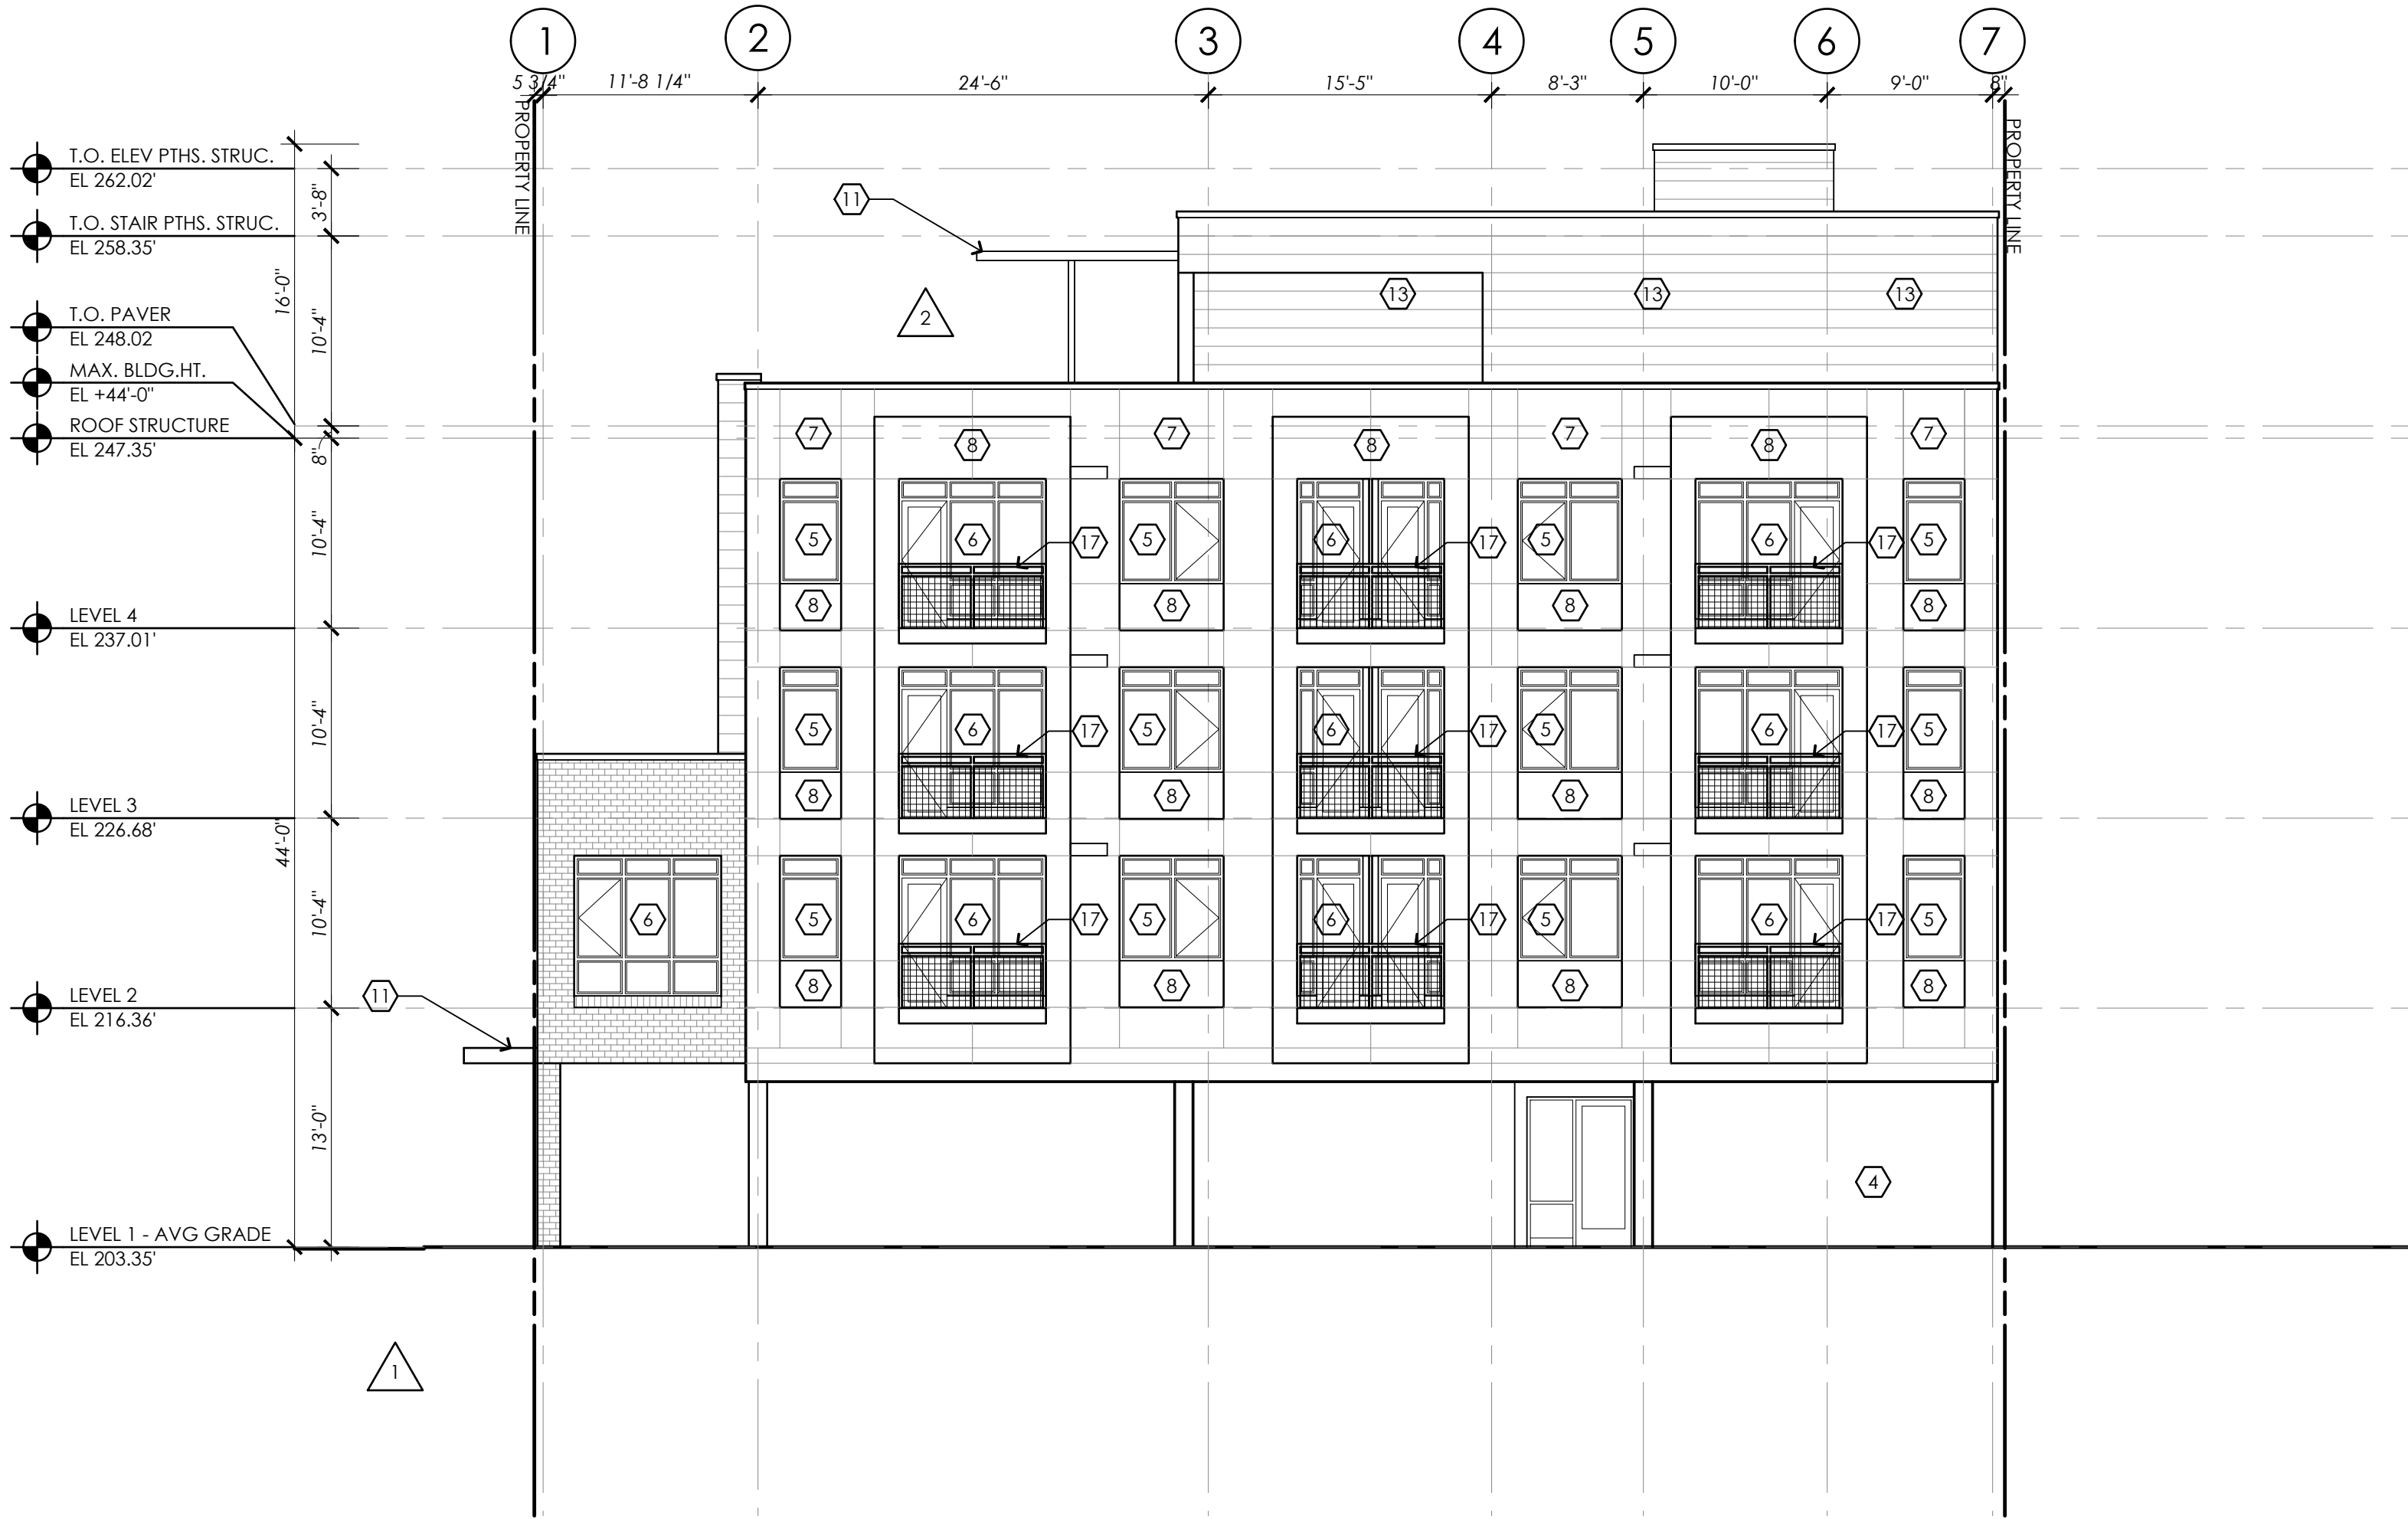 1 2 3 4 5 6 7
5 3/4" 11'-8 1/4" 24'-6" 15'-5" 8'-3" 10'-0" 9'-0" 8"
PROPERTY LINE
PROPERTY LINE
T.O. ELEV PTHS. STRUC.
EL 262.02'
3'-8"
T.O. STAIR PTHS. STRUC.
EL 258.35'
11
16'-0"
10'-4"
13 13 13
2
T.O. PAVER
EL 248.02
MAX. BLDG.HT.
EL +44'-0"
ROOF STRUCTURE
EL 247.35'
8"
7 8 7 8 7 8 7
10'-4"
5 6 17 5 6 17 5 6 17 5
8 8 8 8
LEVEL 4
EL 237.01'
10'-4"
5 6 17 5 6 17 5 6 17 5
8 8 8 8
LEVEL 3
EL 226.68'
44'-0"
10'-4"
6 5 6 17 5 6 17 5 6 17 5
8 8 8 8
11
LEVEL 2
EL 216.36'
13'-0"
4
LEVEL 1 - AVG GRADE
EL 203.35'
1